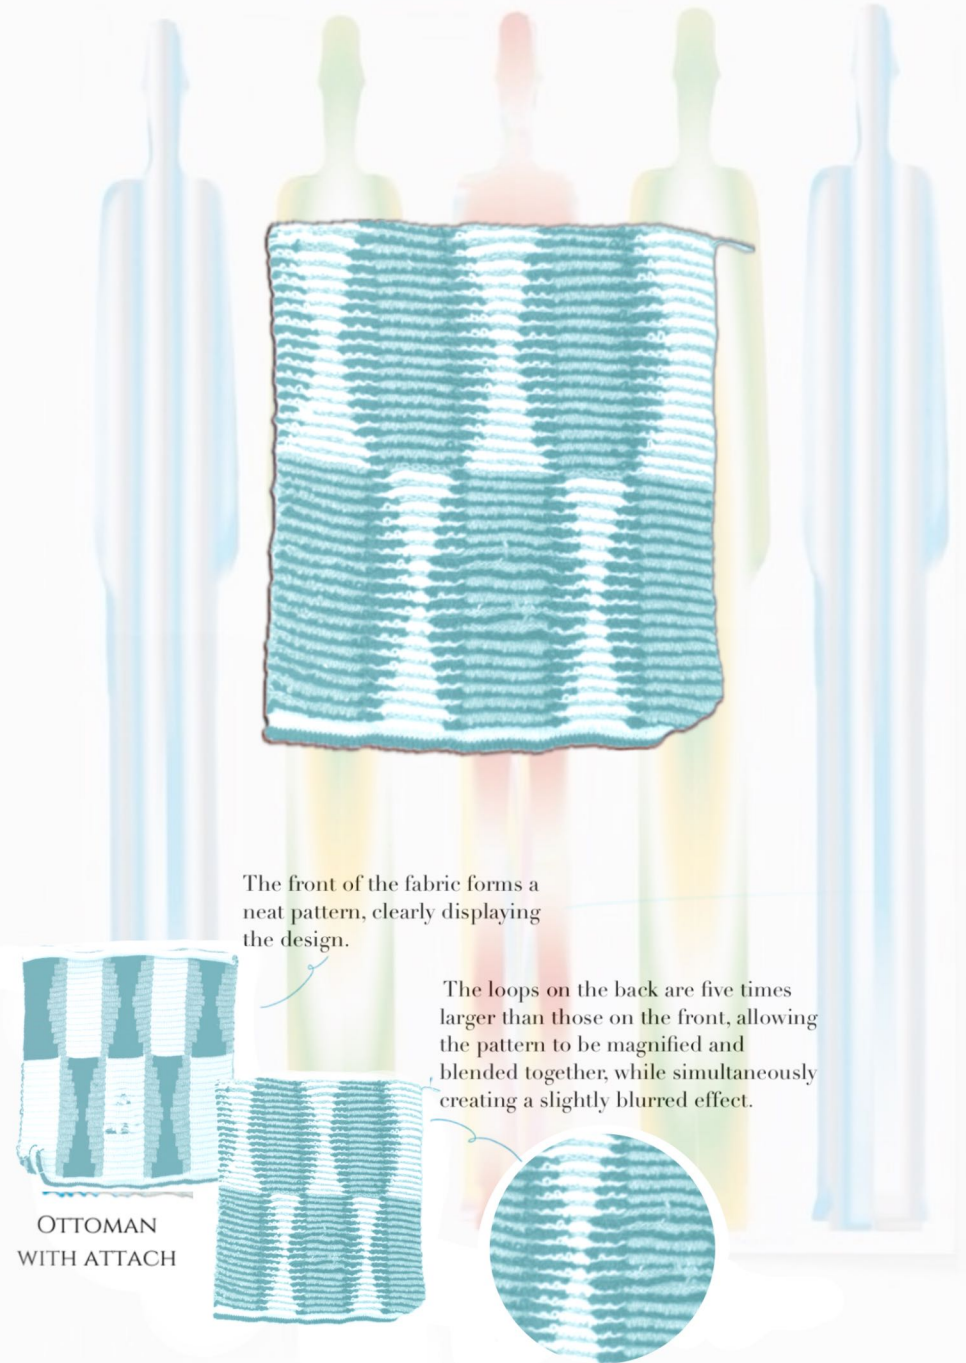 The front of the fabric forms a
neat pattern, clearly displaying
the design.
The loops on the back are five times
larger than those on the front, allowing
the pattern to be magnified and
blended together, while simultaneously
creating a slightly blurred effect.
OTTOMAN
WITH ATTACH